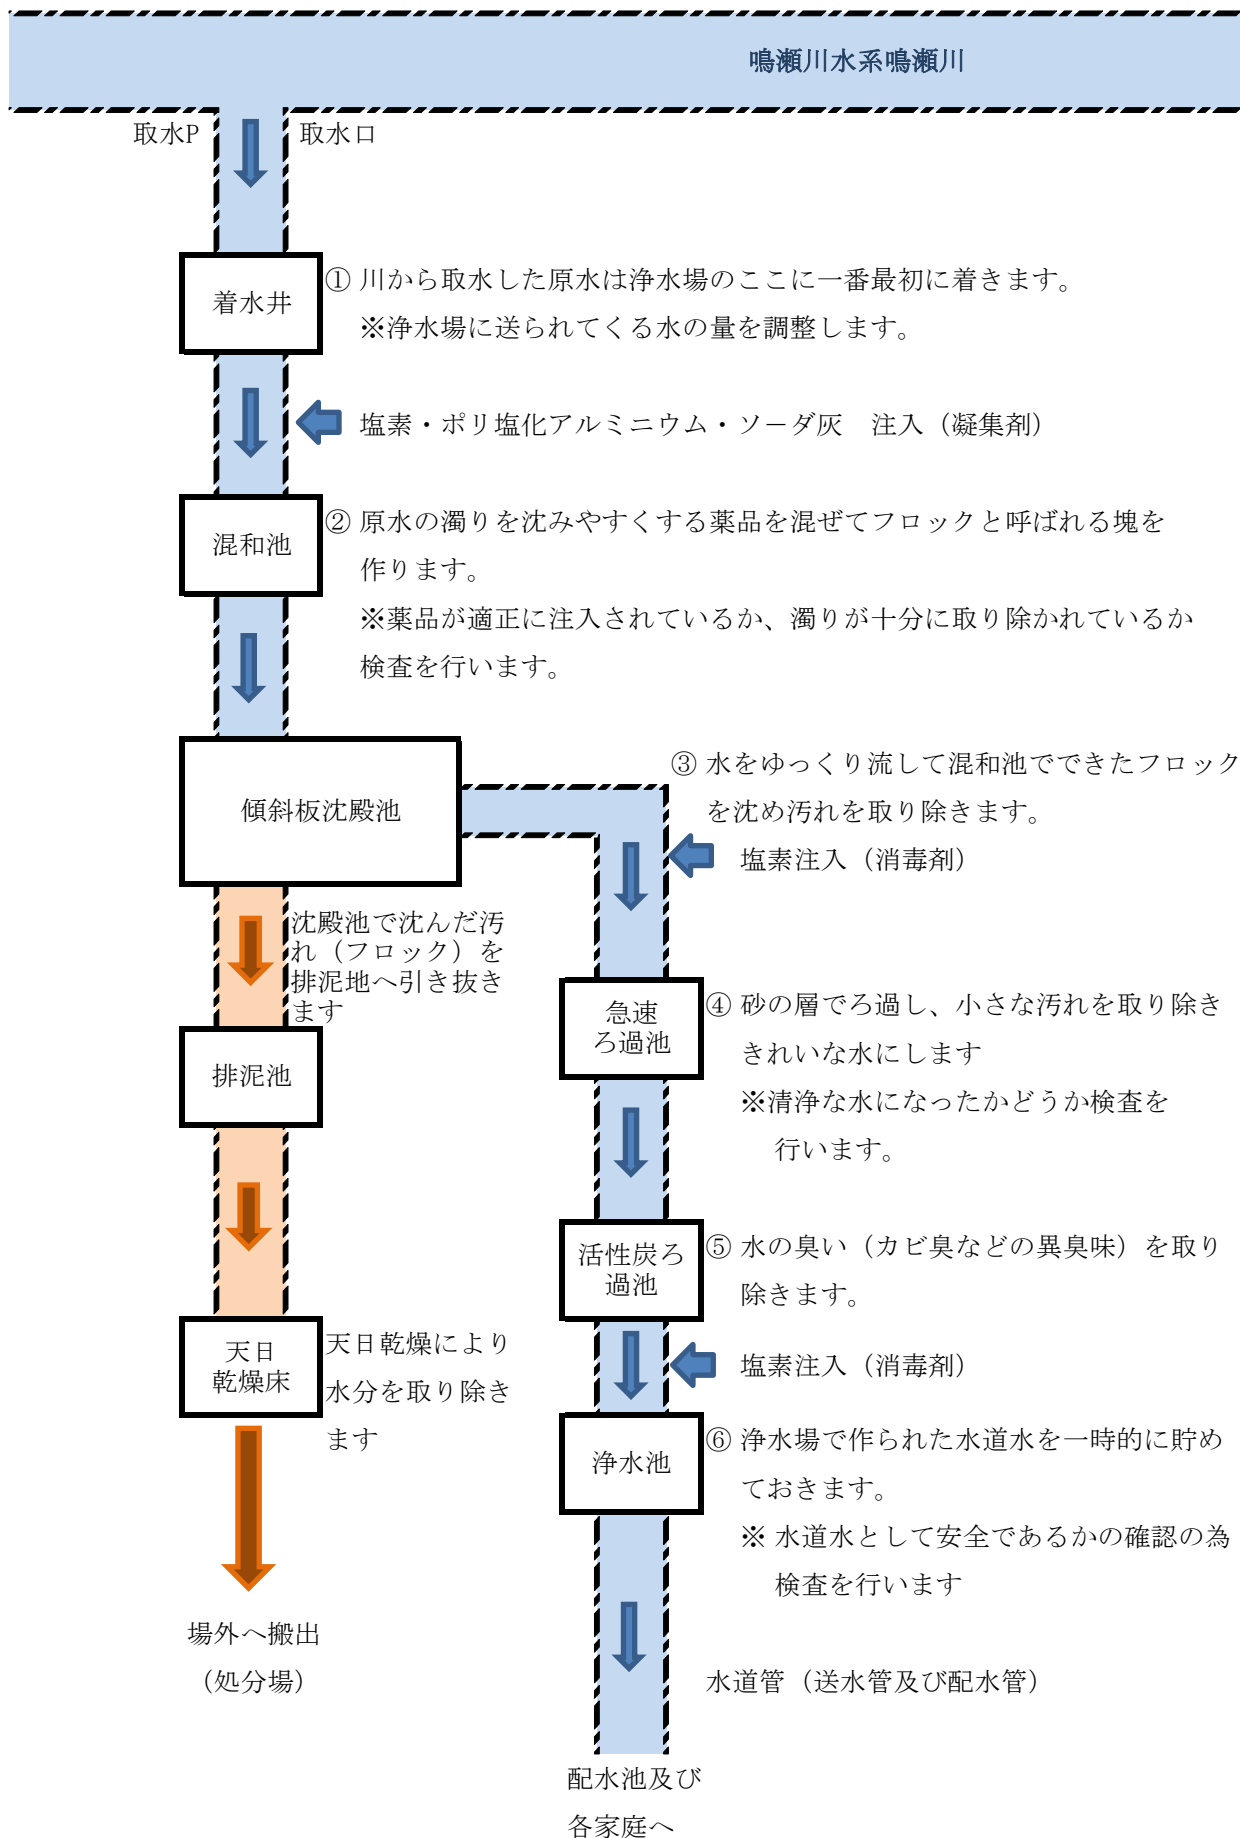 鳴瀬川水系鳴瀬川
取水P
取水口
着水井
① 川から取水した原水は浄水場のここに一番最初に着きます。
※浄水場に送られてくる水の量を調整します。
塩素・ポリ塩化アルミニウム・ソーダ灰　注入（凝集剤）
混和池
② 原水の濁りを沈みやすくする薬品を混ぜてフロックと呼ばれる塊を
作ります。
※薬品が適正に注入されているか、濁りが十分に取り除かれているか
検査を行います。
傾斜板沈殿池
③ 水をゆっくり流して混和池でできたフロック
を沈め汚れを取り除きます。
塩素注入（消毒剤）
沈殿池で沈んだ汚
れ（フロック）を
排泥地へ引き抜き
ます
排泥池
急速
ろ過池
④ 砂の層でろ過し、小さな汚れを取り除き
きれいな水にします
※清浄な水になったかどうか検査を
行います。
活性炭ろ
過池
⑤ 水の臭い（カビ臭などの異臭味）を取り
除きます。
天日
乾燥床
天日乾燥により
水分を取り除き
ます
塩素注入（消毒剤）
浄水池
⑥ 浄水場で作られた水道水を一時的に貯め
ておきます。
※ 水道水として安全であるかの確認の為
検査を行います
場外へ搬出
（処分場）
水道管（送水管及び配水管）
配水池及び
各家庭へ